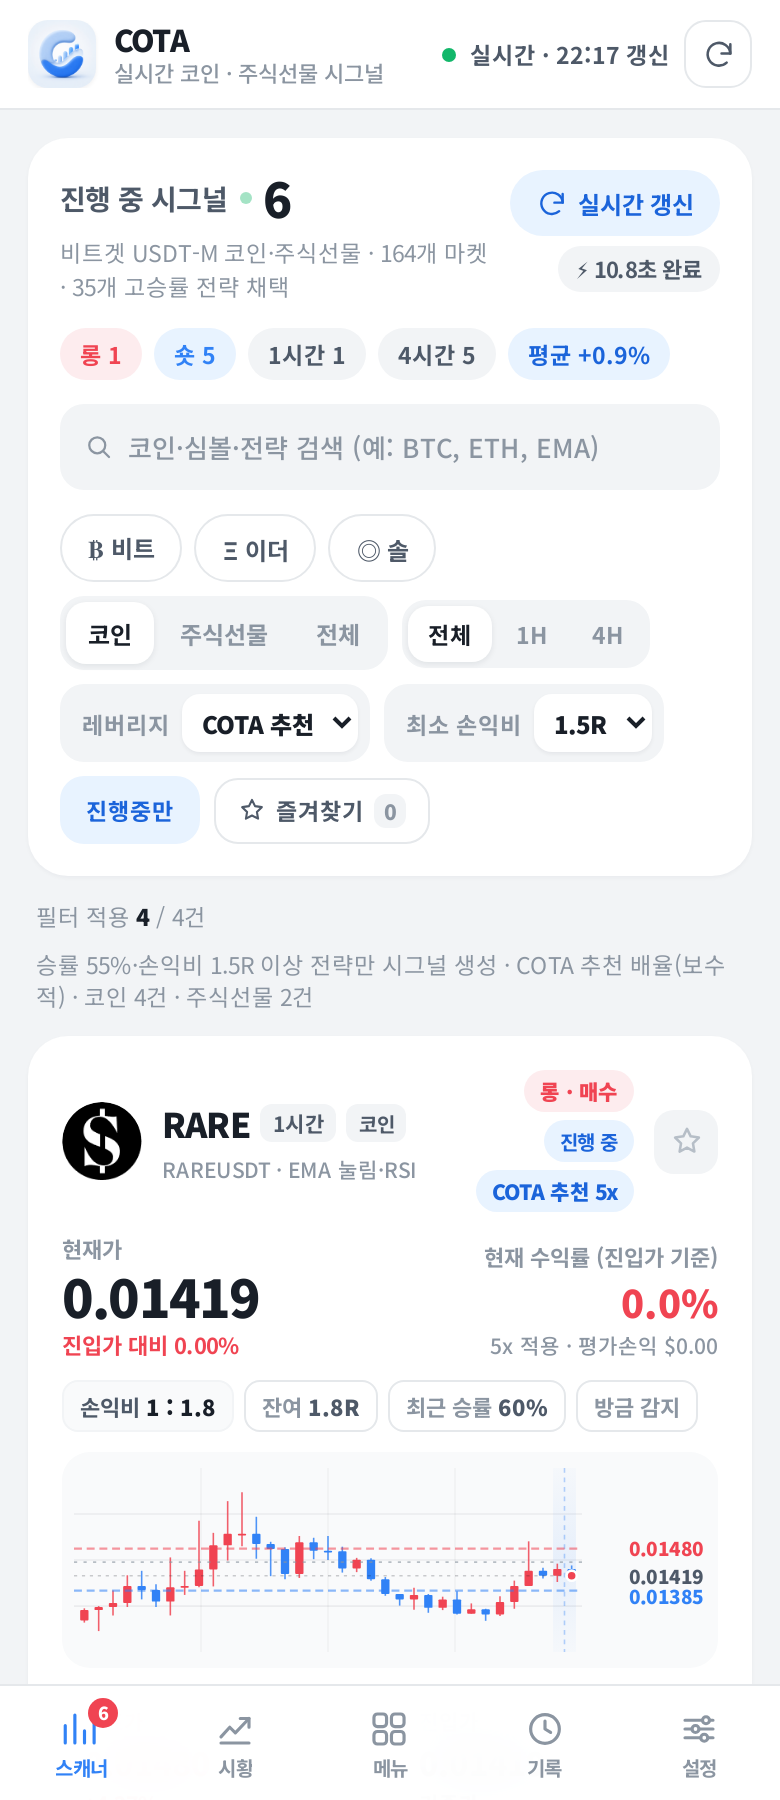 COTA
실시간 코인 · 주식선물 시그널
실시간 · 22:17 갱신
진행 중 시그널 6
실시간 갱신
비트겟 USDT-M 코인·주식선물 · 164개 마켓
· 35개 고승률 전략 채택
⚡ 10.8초 완료
롱 1
숏 5
1시간 1
4시간 5
평균 +0.9%
코인·심볼·전략 검색 (예: BTC, ETH, EMA)
₿ 비트
Ξ 이더
◎ 솔
코인
주식선물
전체
전체
1H
4H
레버리지
COTA 추천
최소 손익비
1.5R
진행중만
즐겨찾기 0
필터 적용 4 / 4건
승률 55%·손익비 1.5R 이상 전략만 시그널 생성 · COTA 추천 배율(보수
적) · 코인 4건 · 주식선물 2건
RARE
1시간
코인
RAREUSDT · EMA 눌림·RSI
롱 · 매수
진행 중
COTA 추천 5x
현재가
0.01419
진입가 대비 0.00%
현재 수익률 (진입가 기준)
0.0%
5x 적용 · 평가손익 $0.00
손익비 1 : 1.8
잔여 1.8R
최근 승률 60%
방금 감지
0.01480
0.01419
0.01385
6
스캐너
시황
메뉴
기록
설정